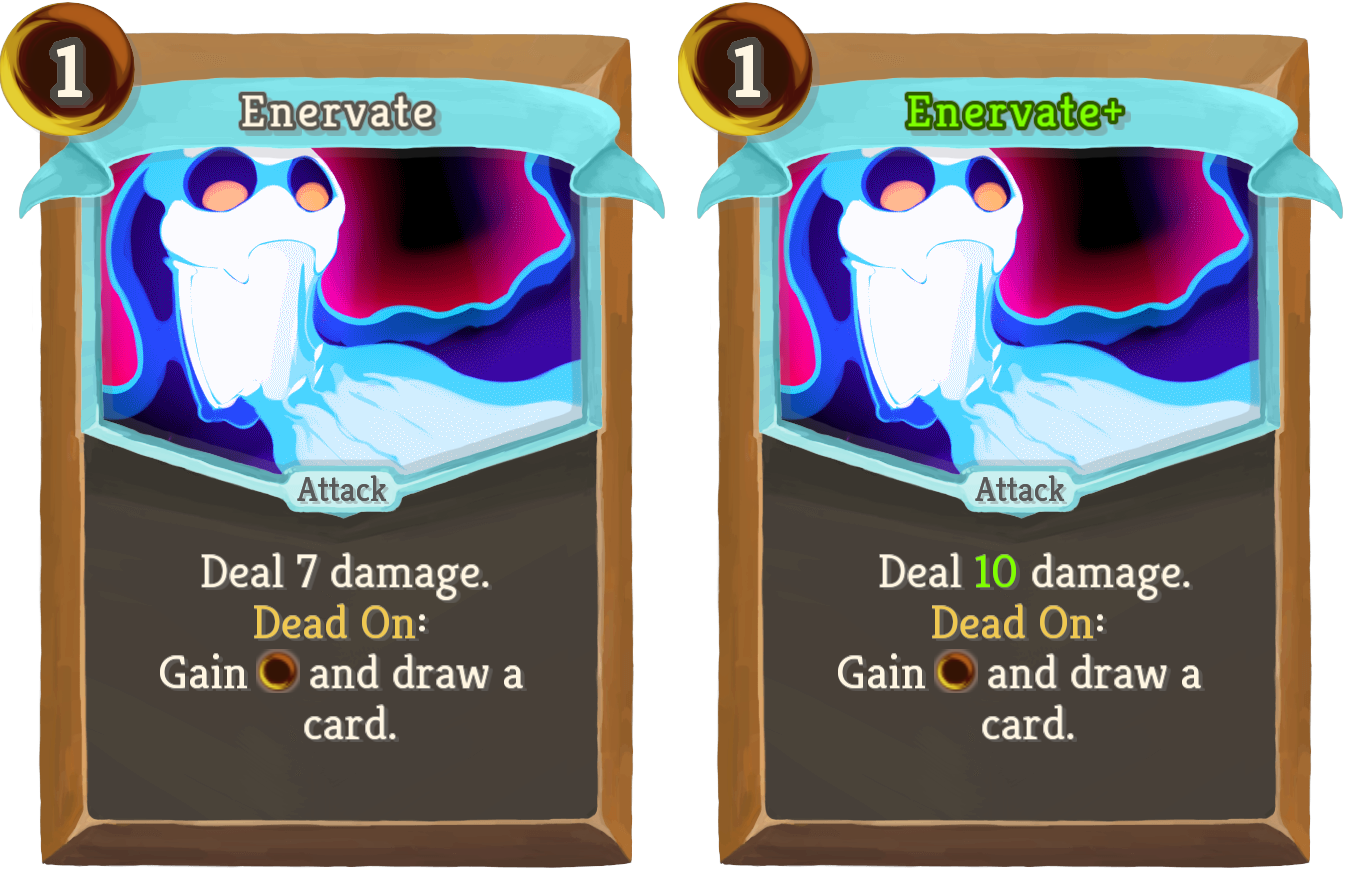 1
Enervate
Attack
Deal 7 damage.
Dead On:
Gain and draw a
card.
1
Enervate+
Attack
Deal 10 damage.
Dead On:
Gain and draw a
card.